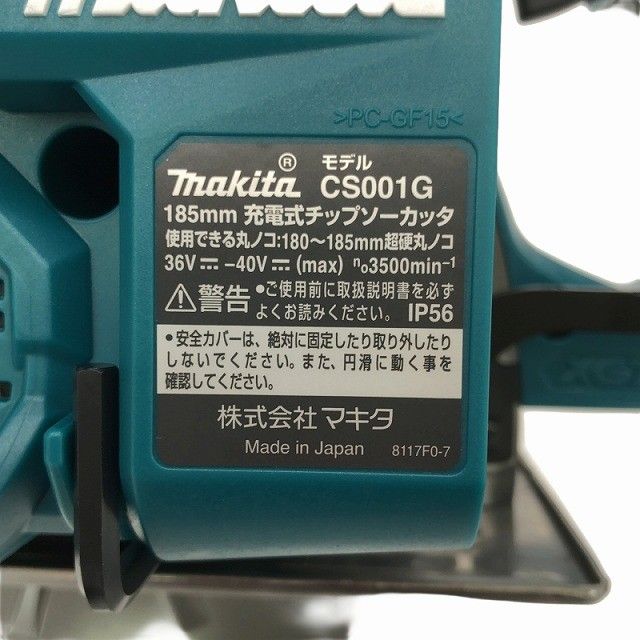 >PC-GF15<
makita® モデル CS001G
185mm 充電式チップソーカッタ
使用できる丸ノコ:180～185mm超硬丸ノコ
36V⎓ -40V⎓ (max) n₀3500min⁻¹
⚠警告 •ご使用前に取扱説明書を必ず
よくお読みください。 IP56
•安全カバーは、絶対に固定したり取り外したり
しないでください。また、円滑に動く事を
確認してください。
株式会社 マキタ
Made in Japan 8117F0-7